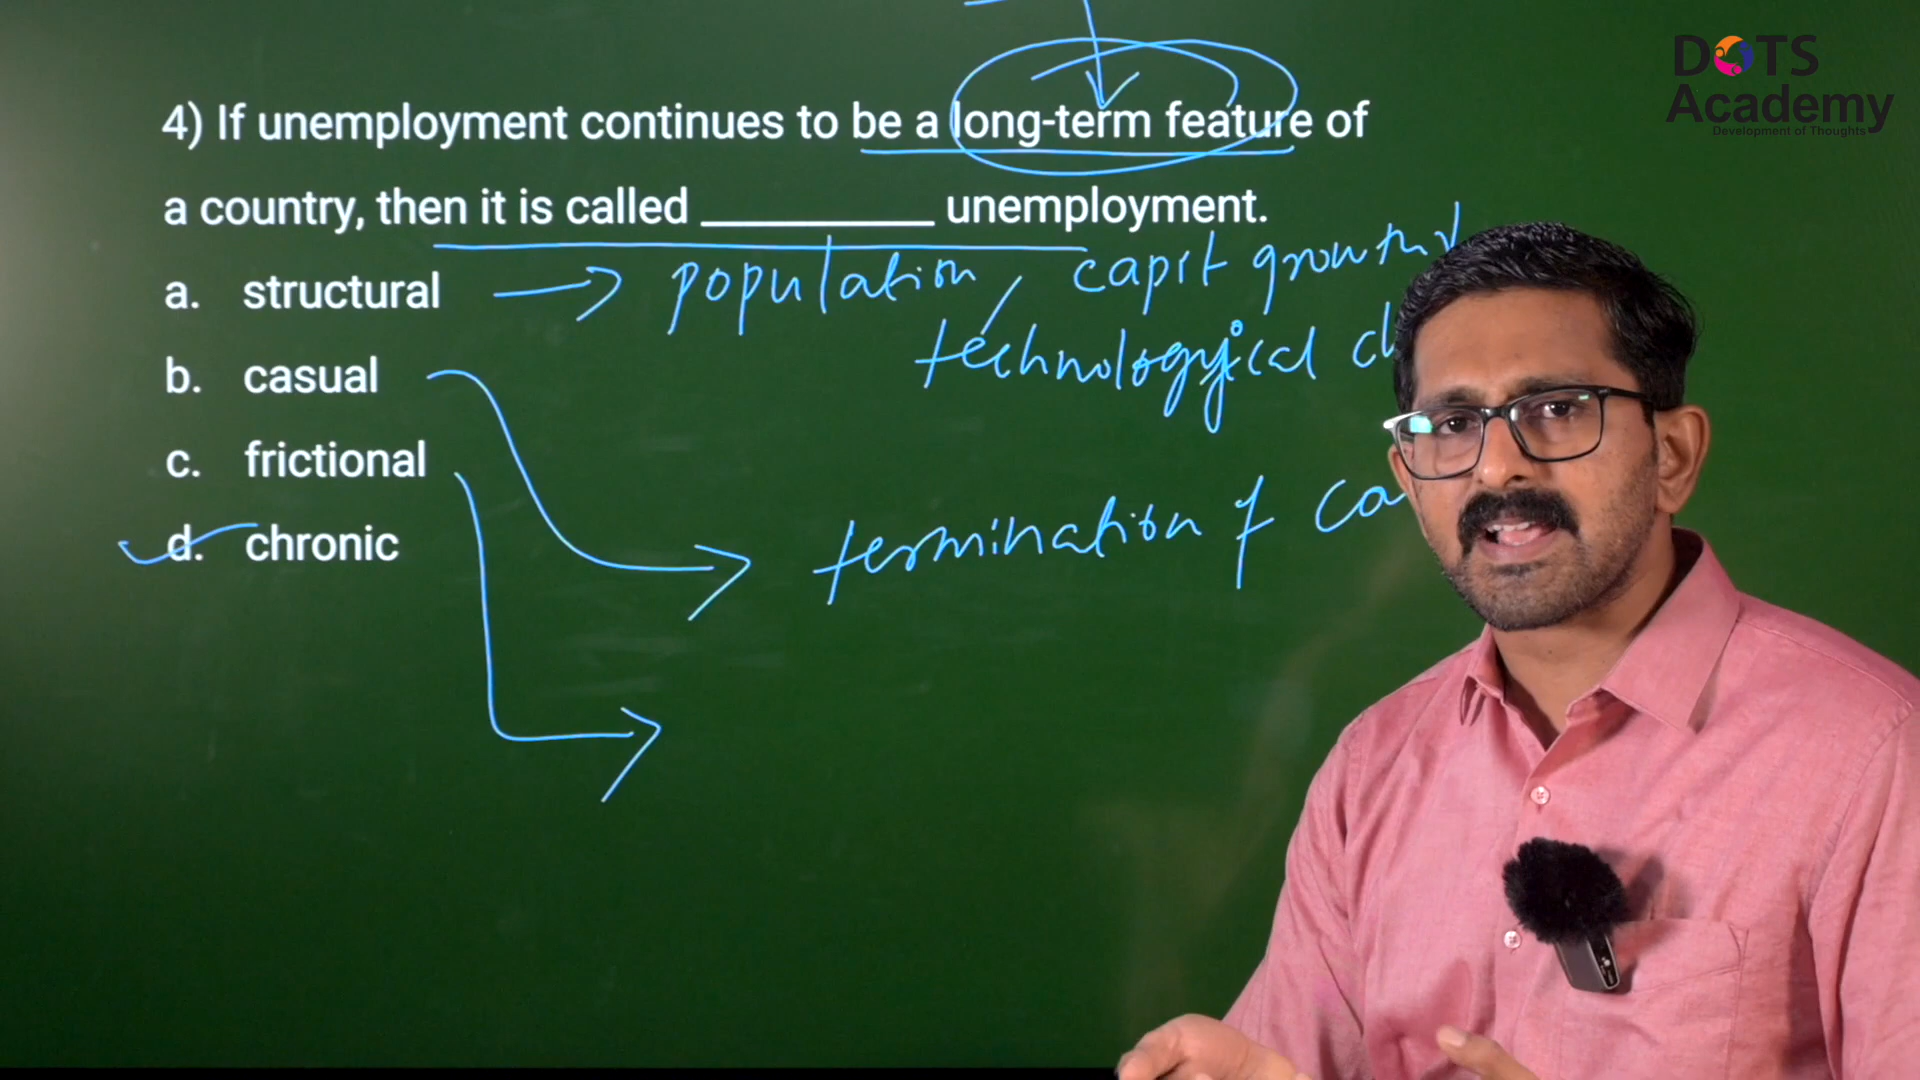 DOTS
Academy
Development of Thoughts
4) If unemployment continues to be a long-term feature of
a country, then it is called __________ unemployment.
a. structural
population, capit growth
technological
b. casual
c. frictional
termination of
d. chronic